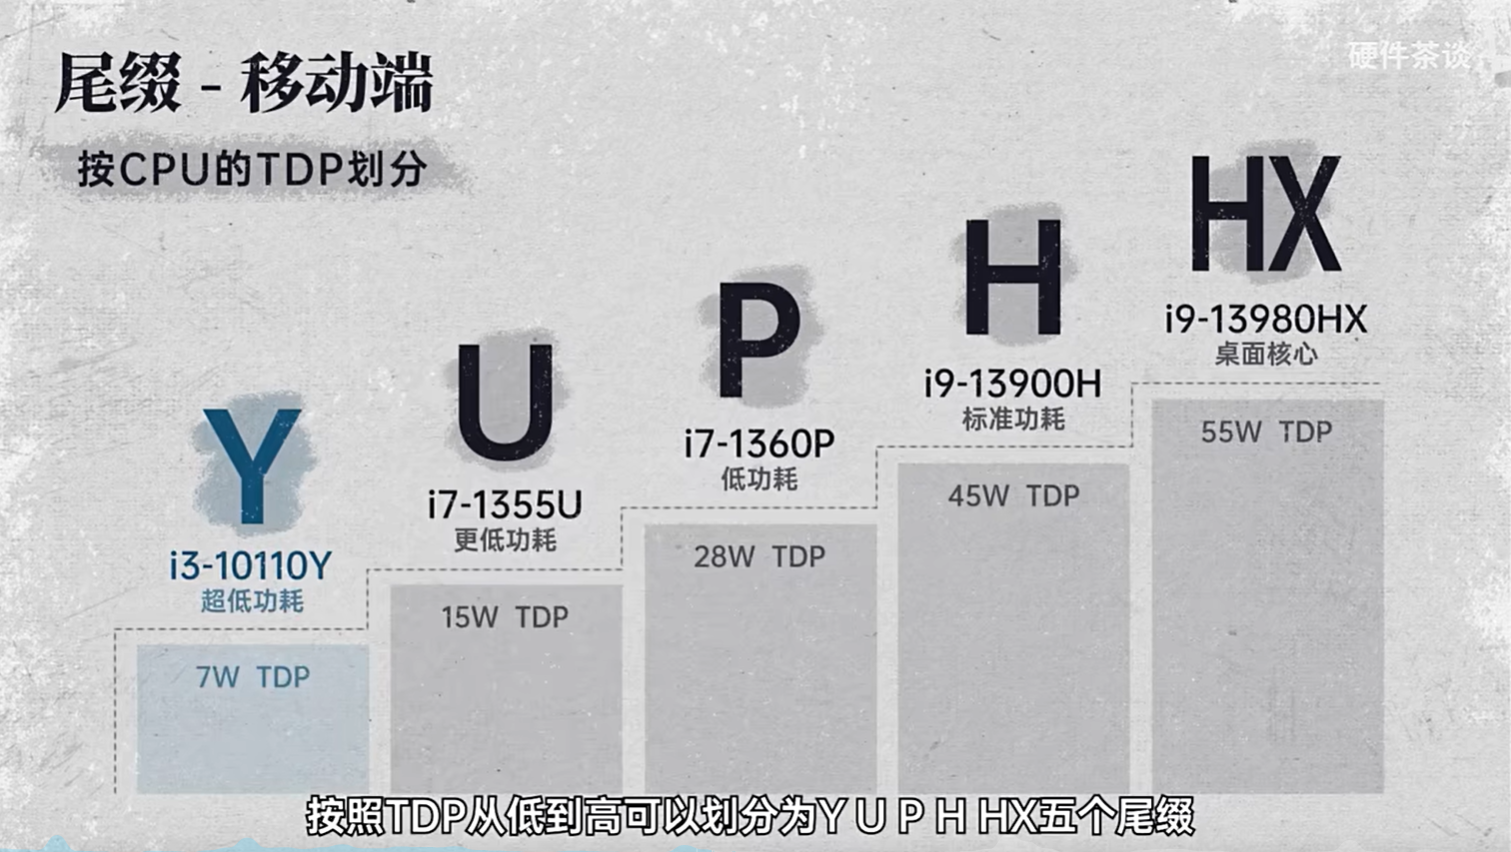 尾缀 - 移动端
硬件茶谈
按CPU的TDP划分
Y
i3-10110Y
超低功耗
7W TDP
U
i7-1355U
更低功耗
15W TDP
P
i7-1360P
低功耗
28W TDP
H
i9-13900H
标准功耗
45W TDP
HX
i9-13980HX
桌面核心
55W TDP
按照TDP从低到高可以划分为Y U P H HX五个尾缀